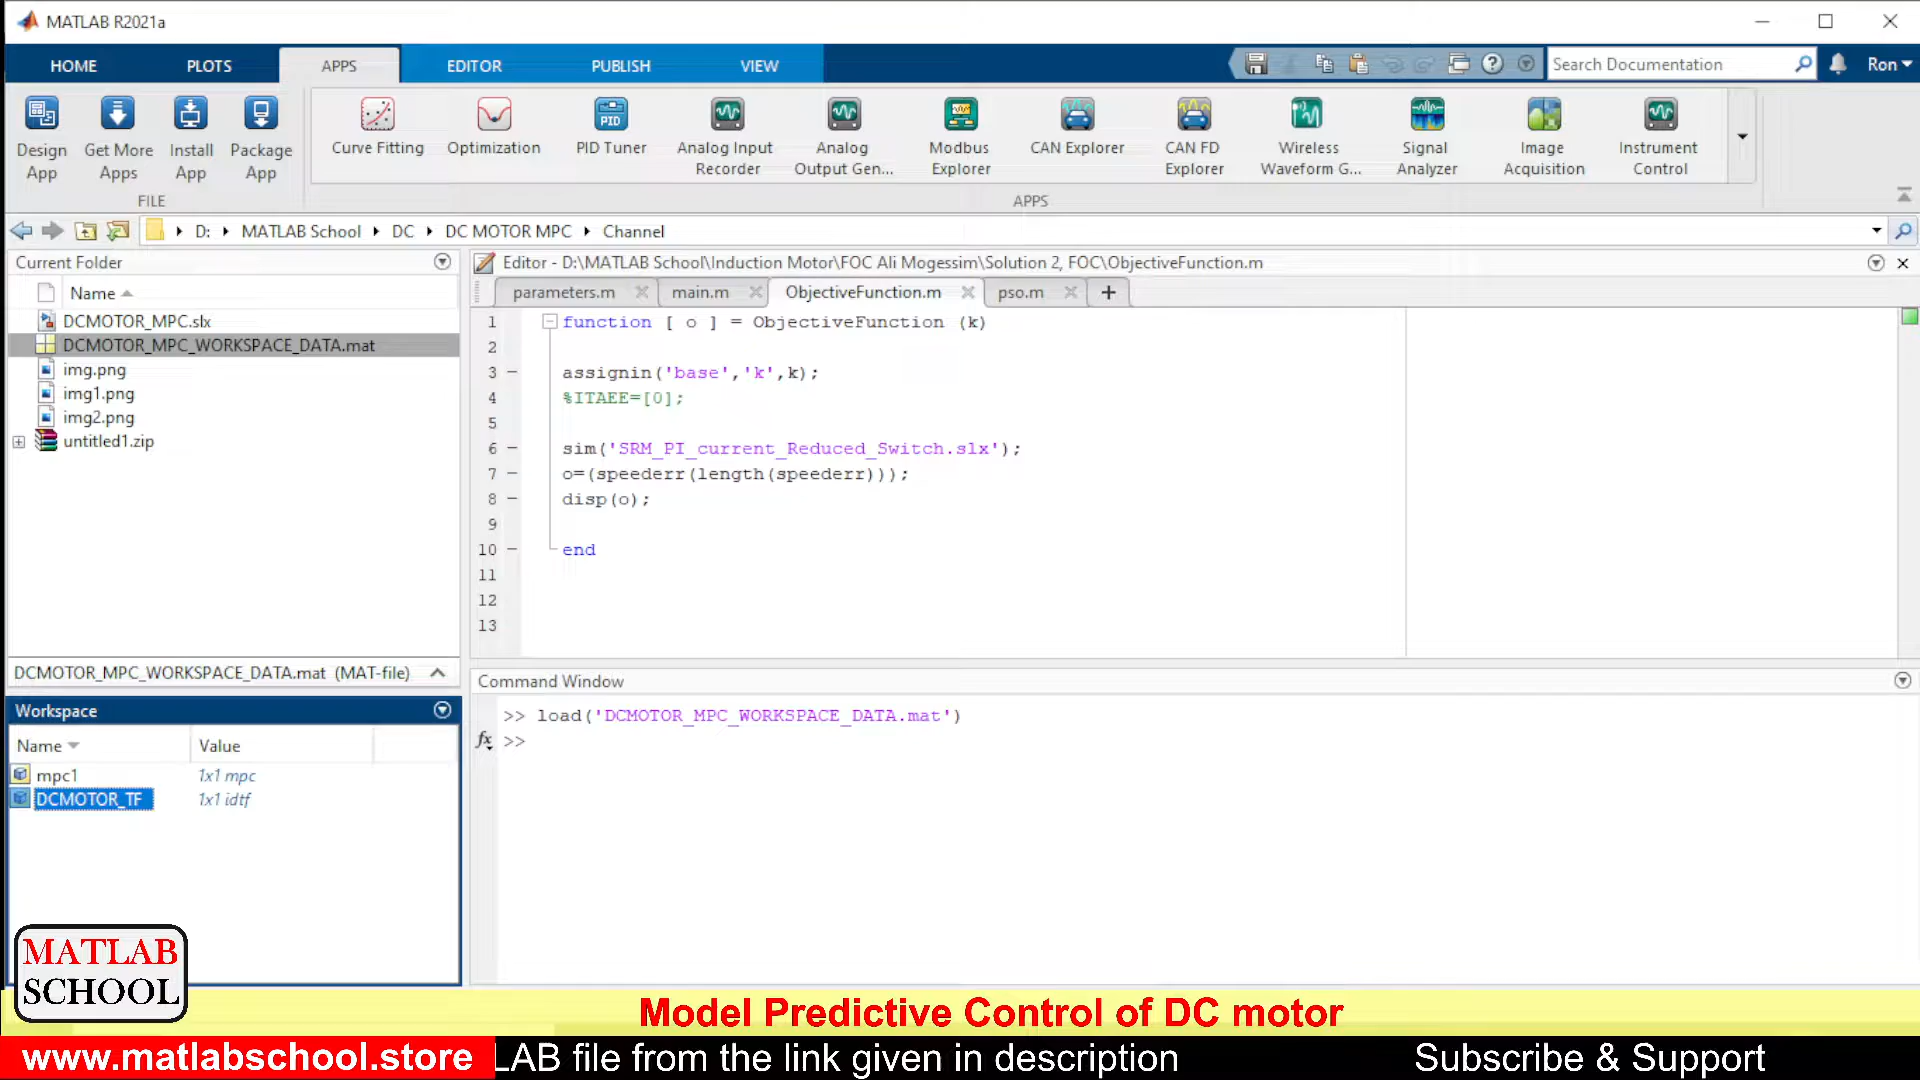 MATLAB R2021a
HOME PLOTS APPS EDITOR PUBLISH VIEW Search Documentation Ron
Design App
Get More Apps
Install App
Package App
Curve Fitting
Optimization
PID
PID Tuner
Analog Input Recorder
Analog Output Gen...
Modbus Explorer
CAN Explorer
CAN FD Explorer
Wireless Waveform G...
Signal Analyzer
Image Acquisition
Instrument Control
FILE APPS
D: MATLAB School DC DC MOTOR MPC Channel
Current Folder
Name
DCMOTOR_MPC.slx
DCMOTOR_MPC_WORKSPACE_DATA.mat
img.png
img1.png
img2.png
untitled1.zip
DCMOTOR_MPC_WORKSPACE_DATA.mat (MAT-file)
Workspace
Name Value
mpc1 1x1 mpc
DCMOTOR_TF 1x1 idtf
Editor - D:\MATLAB School\Induction Motor\FOC Ali Mogessim\Solution 2, FOC\ObjectiveFunction.m
parameters.m main.m ObjectiveFunction.m pso.m
1 function [ o ] = ObjectiveFunction (k)
2
3 assignin('base','k',k);
4 %ITAEE=[0];
5
6 sim('SRM_PI_current_Reduced_Switch.slx');
7 o=(speederr(length(speederr)));
8 disp(o);
9
10 end
11
12
13
Command Window
>> load('DCMOTOR_MPC_WORKSPACE_DATA.mat')
fx >>
MATLAB
SCHOOL
Model Predictive Control of DC motor
www.matlabschool.store LAB file from the link given in description Subscribe & Support